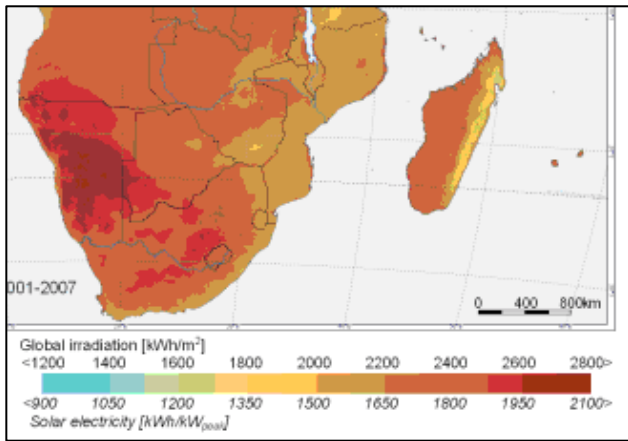 001-2007
0 400 800km
Global irradiation [kWh/m²]
<1200 1400 1600 1800 2000 2200 2400 2600 2800>
<900 1050 1200 1350 1500 1650 1800 1950 2100>
Solar electricity [kWh/kWpeak]